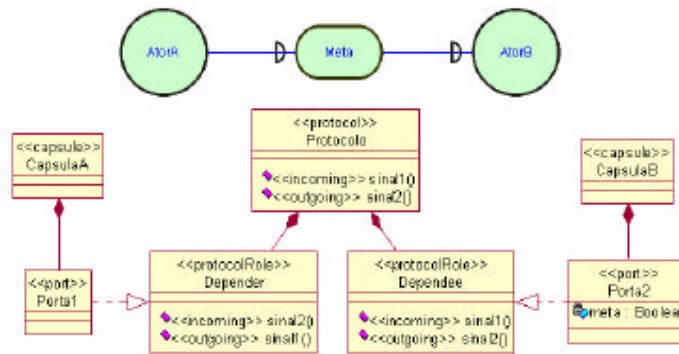 AtorA
Meta
AtorB
<<protocol>>
Protocolo
<<incoming>> sinal1()
<<outgoing>> sinal2()
<<capsule>>
CapsulaA
<<capsule>>
CapsulaB
<<port>>
Porta1
<<protocolRole>>
Depender
<<incoming>> sinal2()
<<outgoing>> sinal1()
<<protocolRole>>
Dependee
<<incoming>> sinal1()
<<outgoing>> sinal2()
<<port>>
Porta2
meta : Boolean